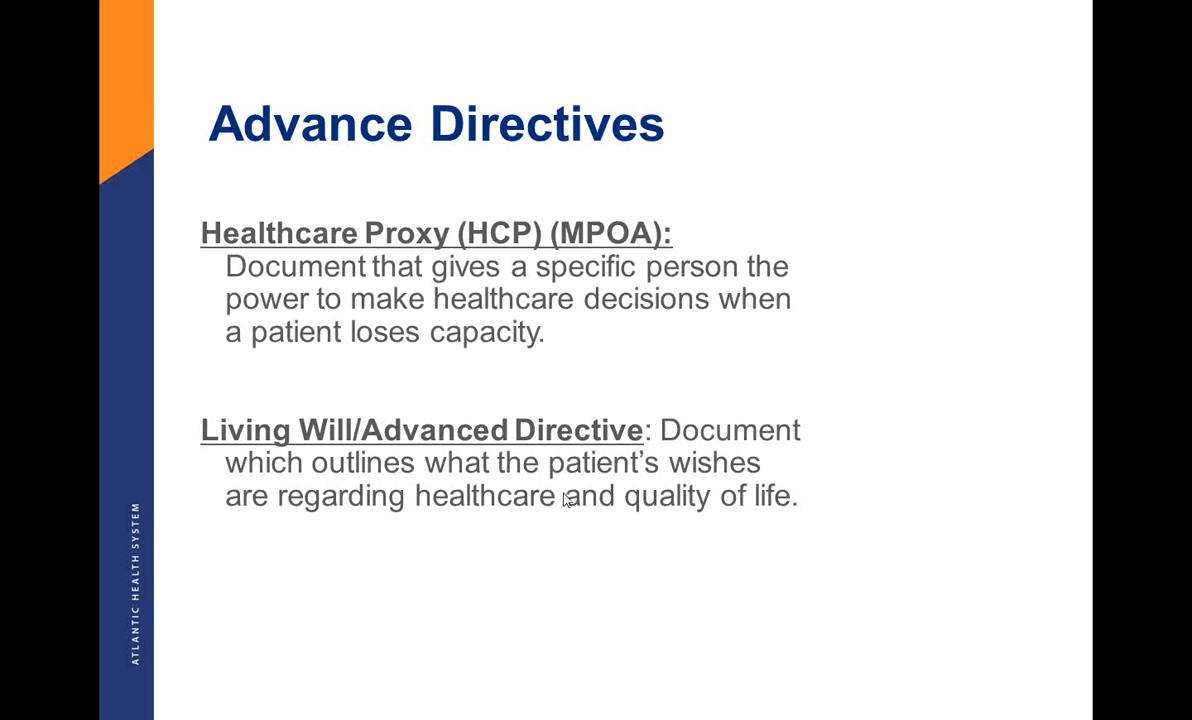 Advance Directives
Healthcare Proxy (HCP) (MPOA):
Document that gives a specific person the
power to make healthcare decisions when
a patient loses capacity.
Living Will/Advanced Directive: Document
which outlines what the patient’s wishes
are regarding healthcare and quality of life.
ATLANTIC HEALTH SYSTEM